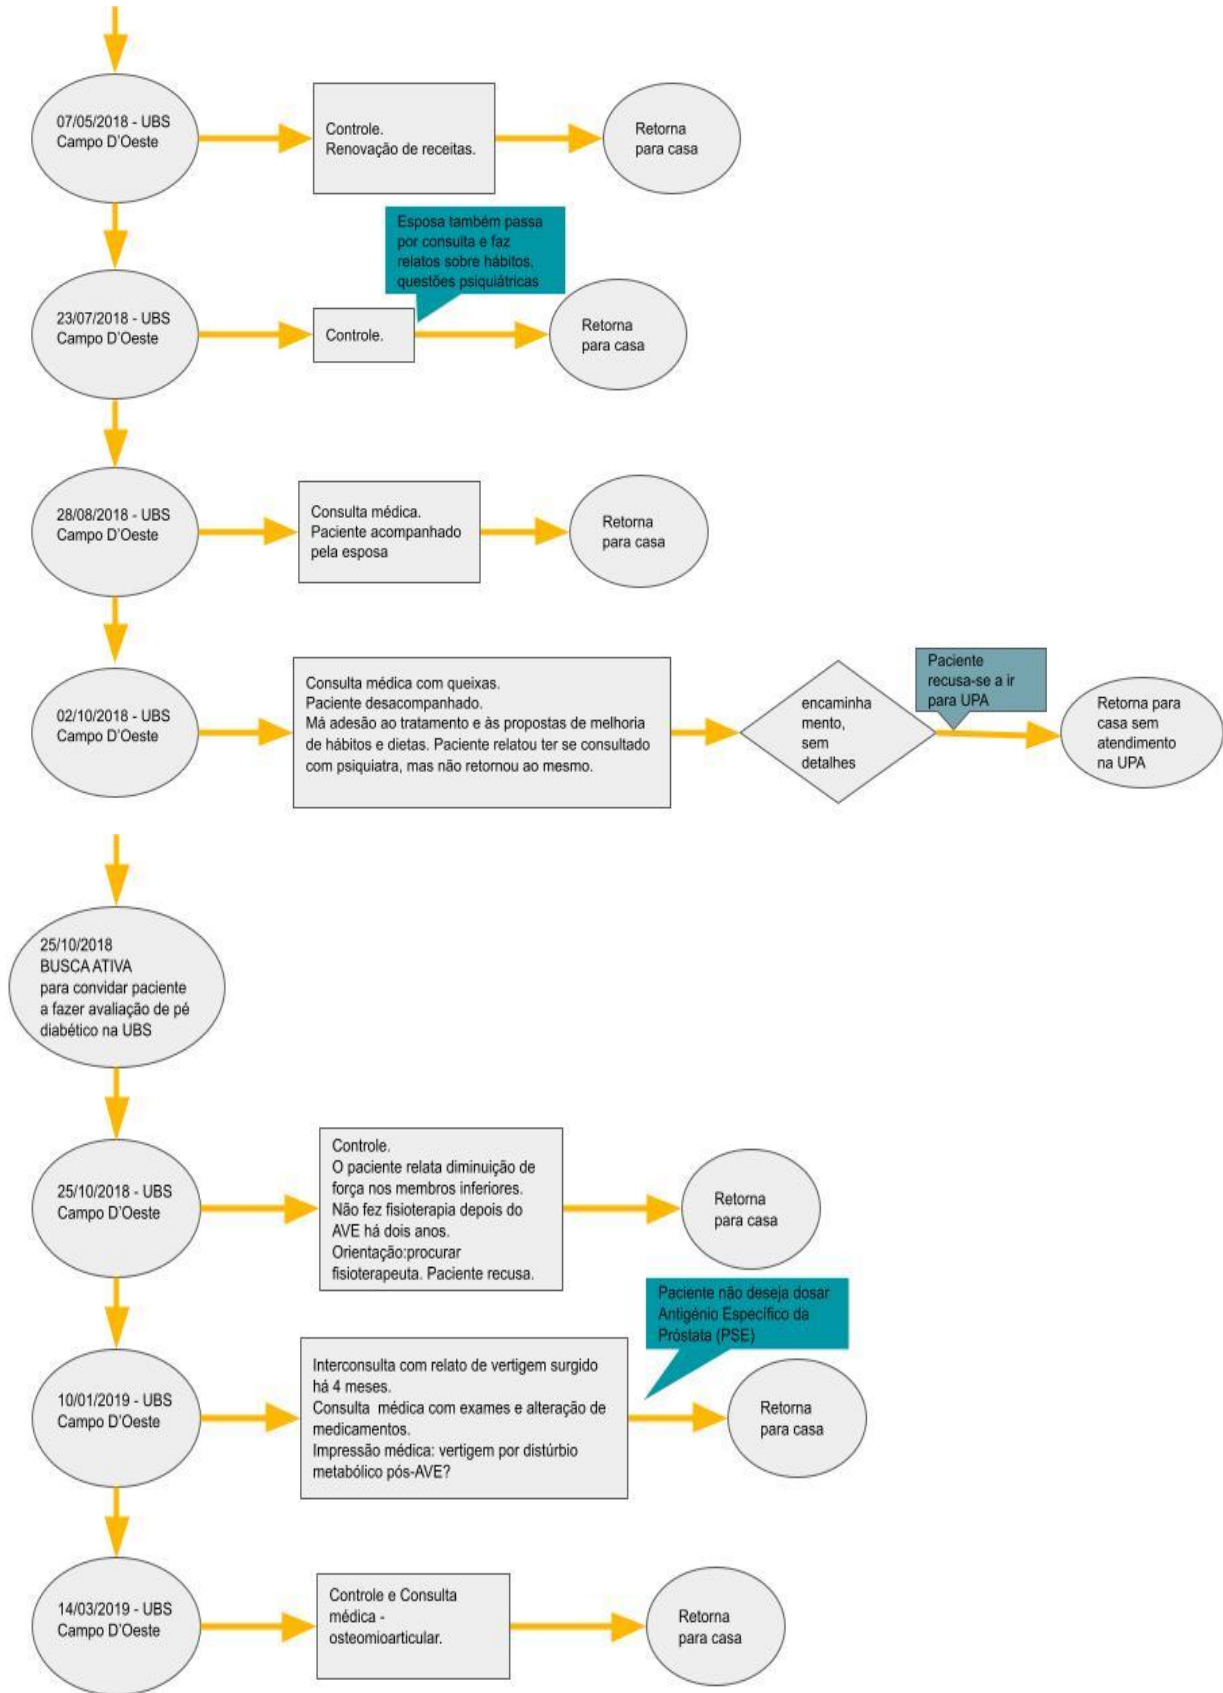 07/05/2018 - UBS
Campo D'Oeste
Controle.
Renovação de receitas.
Retorna
para casa
Esposa também passa
por consulta e faz
relatos sobre hábitos,
questões psiquiátricas
23/07/2018 - UBS
Campo D'Oeste
Controle.
Retorna
para casa
28/08/2018 - UBS
Campo D'Oeste
Consulta médica.
Paciente acompanhado
pela esposa
Retorna
para casa
02/10/2018 - UBS
Campo D'Oeste
Consulta médica com queixas.
Paciente desacompanhado.
Má adesão ao tratamento e às propostas de melhoria
de hábitos e dietas. Paciente relatou ter se consultado
com psiquiatra, mas não retornou ao mesmo.
encaminha
mento,
sem
detalhes
Paciente
recusa-se a ir
para UPA
Retorna para
casa sem
atendimento
na UPA
25/10/2018
BUSCA ATIVA
para convidar paciente
a fazer avaliação de pé
diabético na UBS
25/10/2018 - UBS
Campo D'Oeste
Controle.
O paciente relata diminuição de
força nos membros inferiores.
Não fez fisioterapia depois do
AVE há dois anos.
Orientação:procurar
fisioterapeuta. Paciente recusa.
Retorna
para casa
Paciente não deseja dosar
Antigénio Específico da
Próstata (PSE)
10/01/2019 - UBS
Campo D'Oeste
Interconsulta com relato de vertigem surgido
há 4 meses.
Consulta médica com exames e alteração de
medicamentos.
Impressão médica: vertigem por distúrbio
metabólico pós-AVE?
Retorna
para casa
14/03/2019 - UBS
Campo D'Oeste
Controle e Consulta
médica -
osteomioarticular.
Retorna
para casa